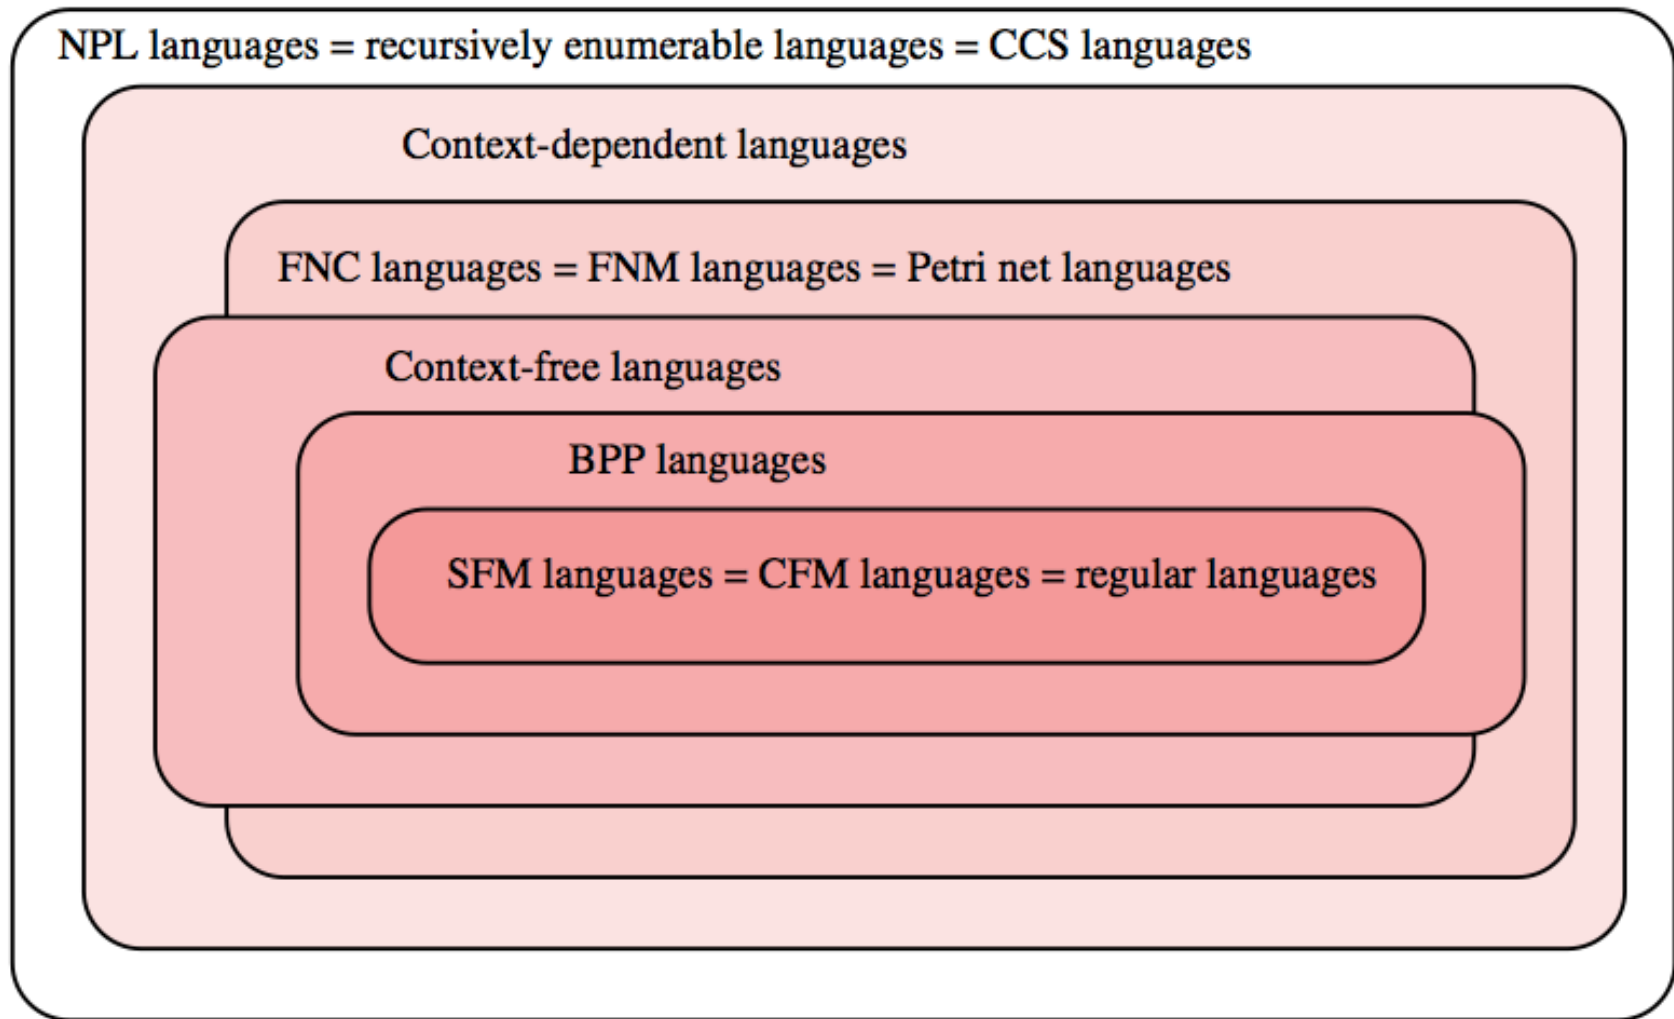 NPL languages = recursively enumerable languages = CCS languages
Context-dependent languages
FNC languages = FNM languages = Petri net languages
Context-free languages
BPP languages
SFM languages = CFM languages = regular languages